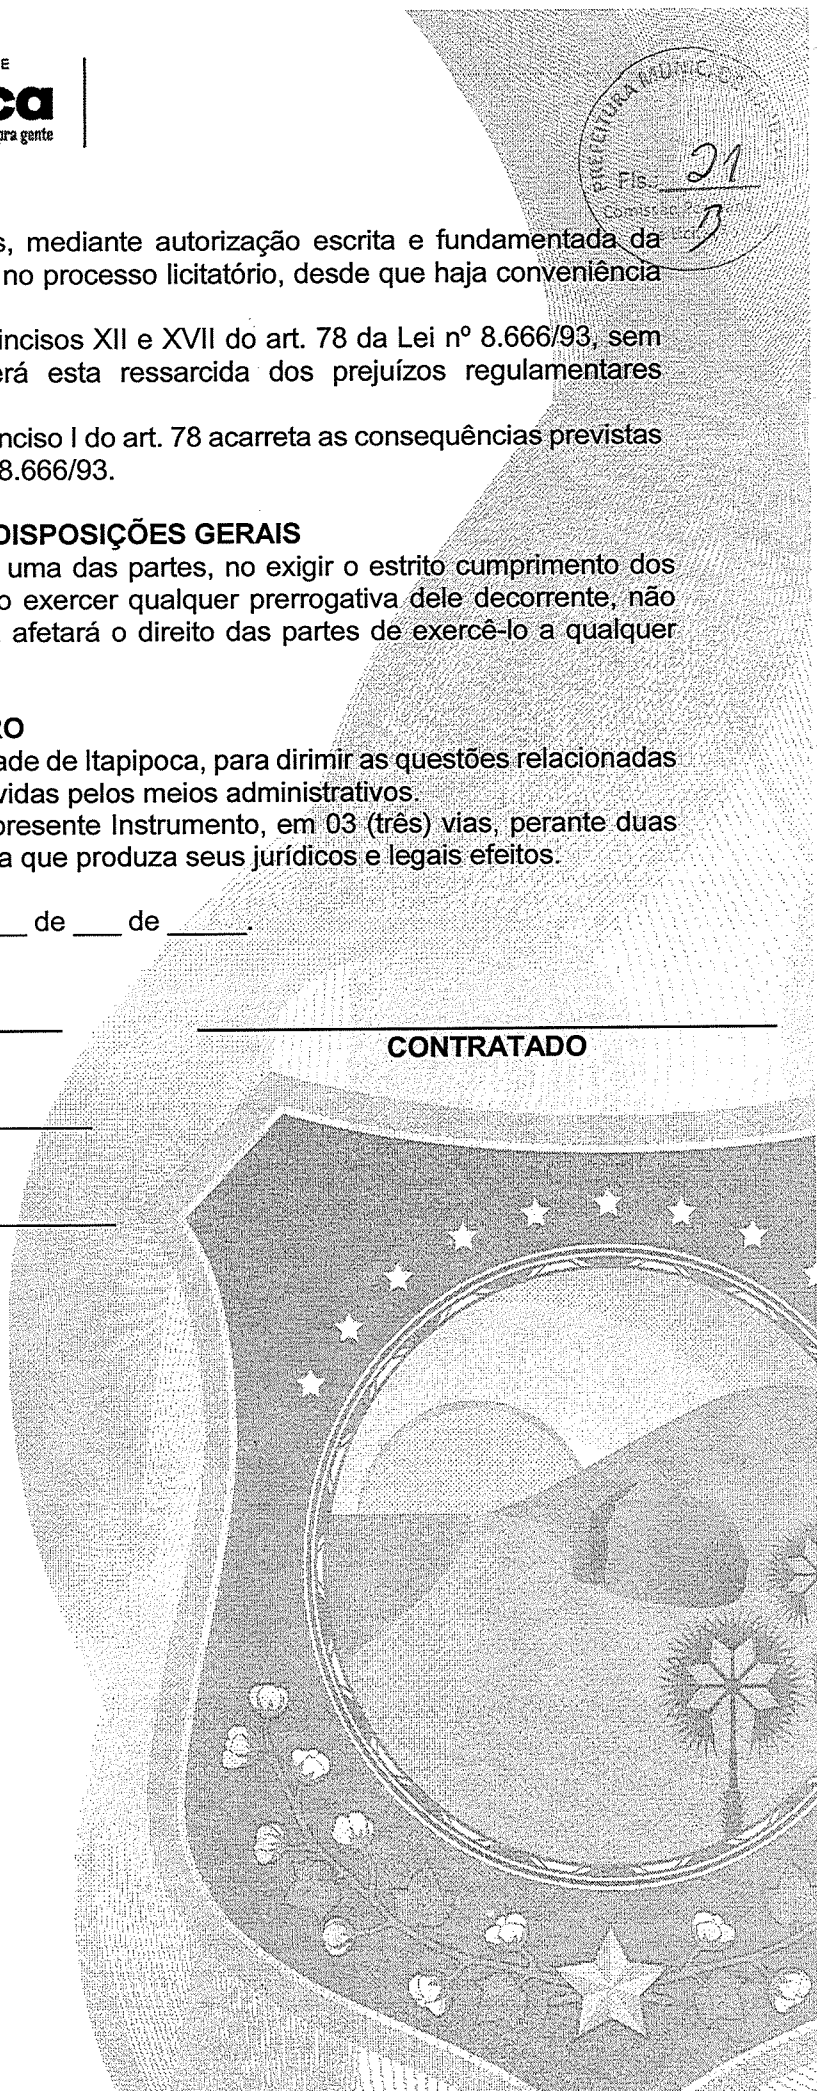 E
ca
ara gente
PREFEITURA MUNIC
Fls. 21
Comissão
s, mediante autorização escrita e fundamentada da
no processo licitatório, desde que haja conveniência
incisos XII e XVII do art. 78 da Lei nº 8.666/93, sem
erá esta ressarcida dos prejuízos regulamentares
nciso I do art. 78 acarreta as consequências previstas
8.666/93.
DISPOSIÇÕES GERAIS
uma das partes, no exigir o estrito cumprimento dos
o exercer qualquer prerrogativa dele decorrente, não
afetará o direito das partes de exercê-lo a qualquer
RO
ade de Itapipoca, para dirimir as questões relacionadas
vidas pelos meios administrativos.
presente Instrumento, em 03 (três) vias, perante duas
a que produza seus jurídicos e legais efeitos.
__ de ___ de _____.
CONTRATADO